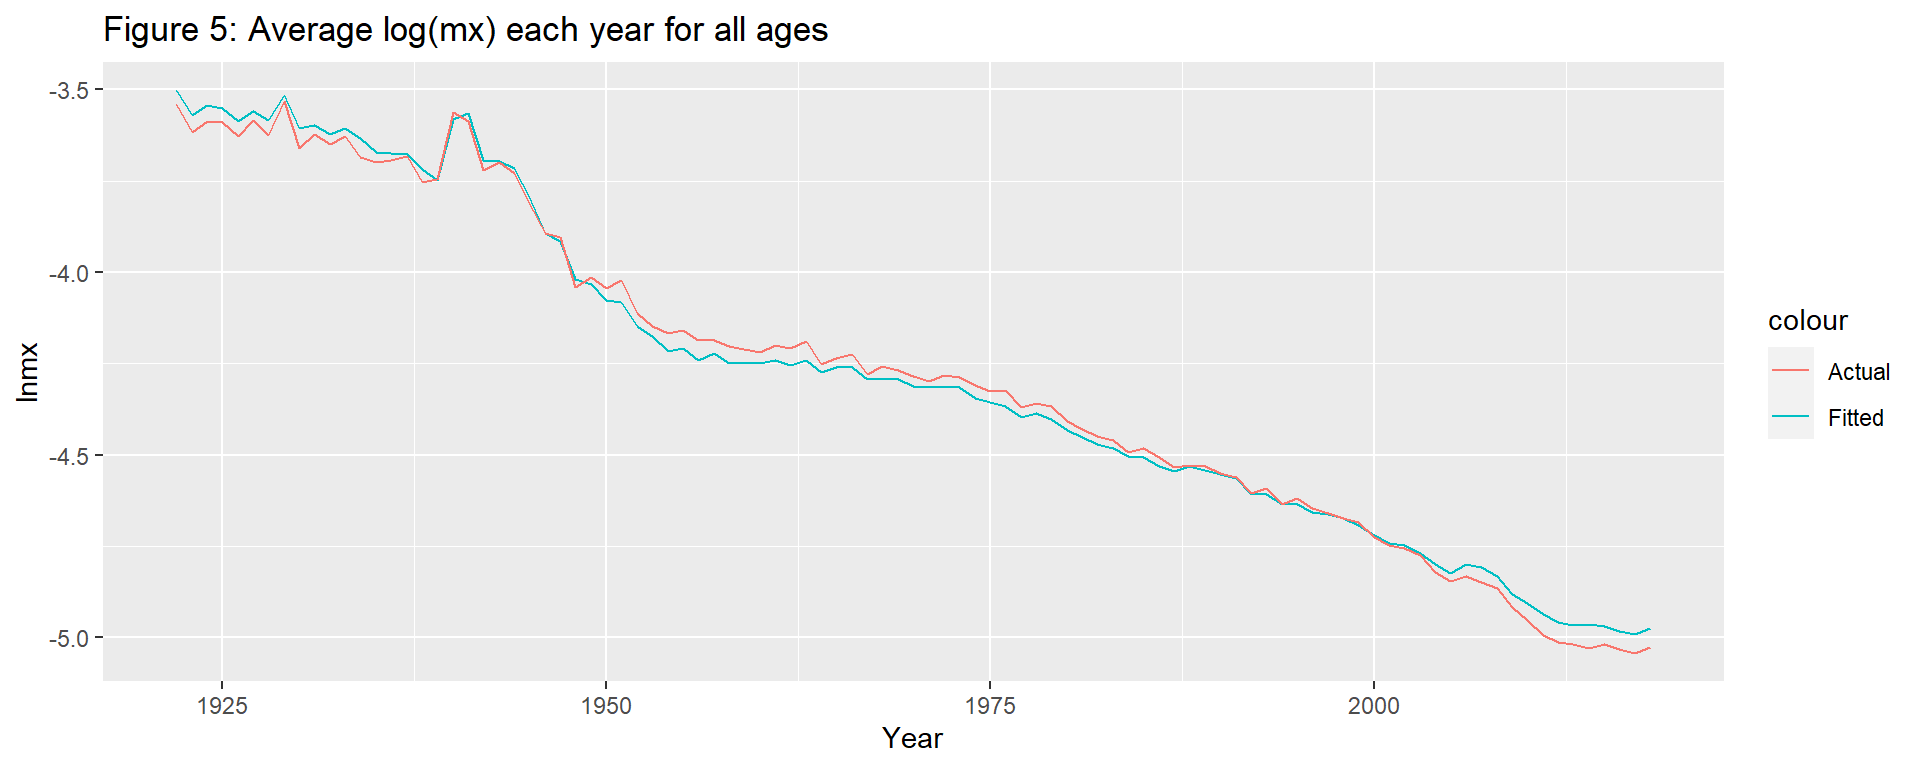 Figure 5: Average log(mx) each year for all ages
-3.5
-4.0
-4.5
-5.0
lnmx
1925
1950
1975
2000
Year
colour
Actual
Fitted